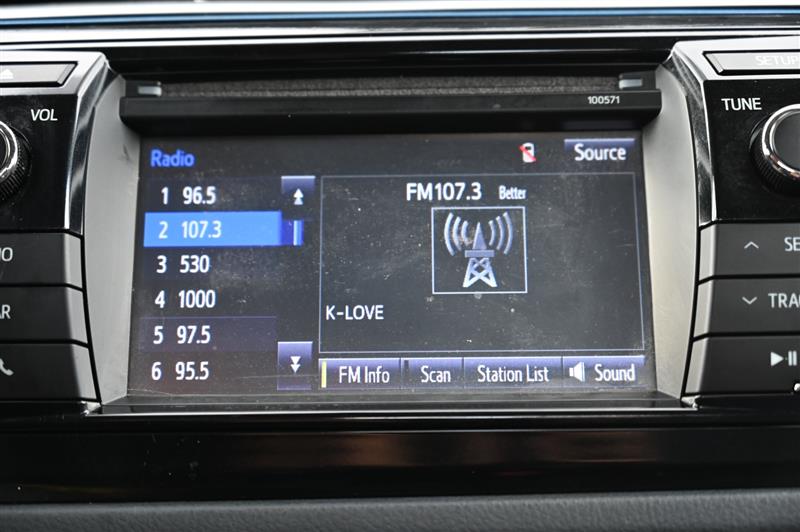 SETUP
100571
VOL
TUNE
Radio
Source
1 96.5
FM107.3 Better
2 107.3
3 530
4 1000
K-LOVE
5 97.5
6 95.5
FM Info
Scan
Station List
Sound